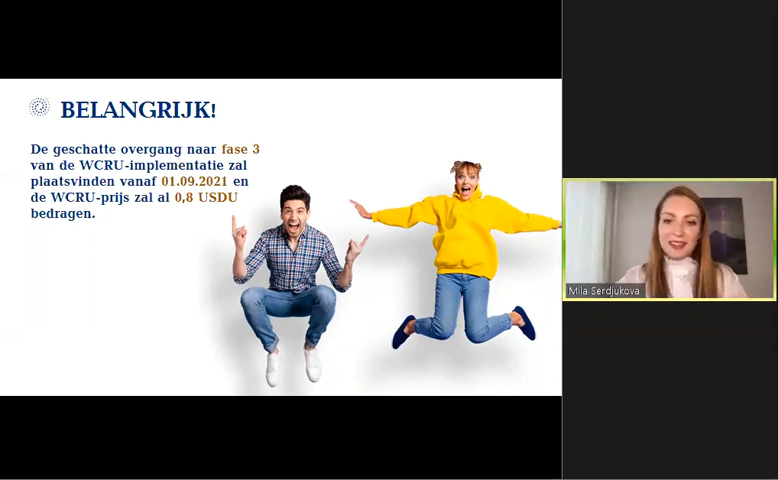 BELANGRIJK!
De geschatte overgang naar fase 3
van de WCRU-implementatie zal
plaatsvinden vanaf 01.09.2021 en
de WCRU-prijs zal al 0,8 USDU
bedragen.
Mila Serdjukova